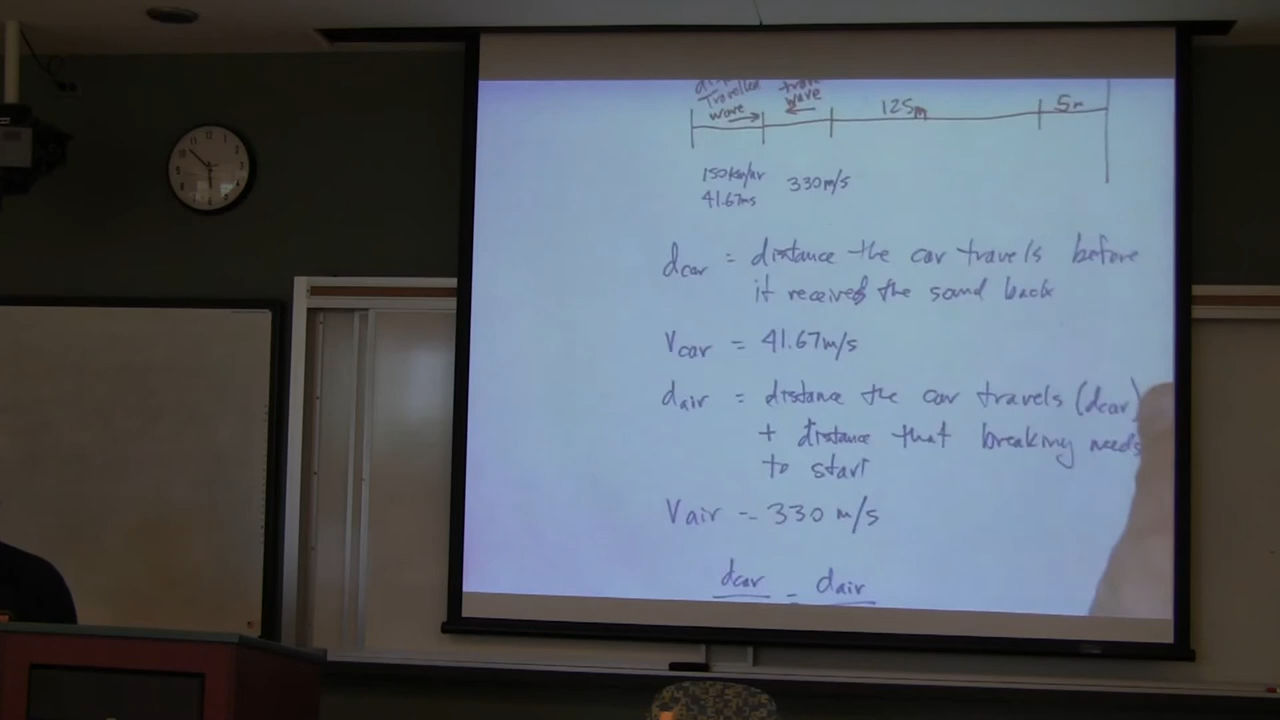 Travelled
wave
wave
125m
5m
150km/hr
41.67ms
330m/s
dcar = distance the car travels before
it received the sound back
Vcar = 41.67m/s
dair = distance the car travels (dcar)
+ distance that breaking needs
to start
Vair = 330 m/s
dcar = dair